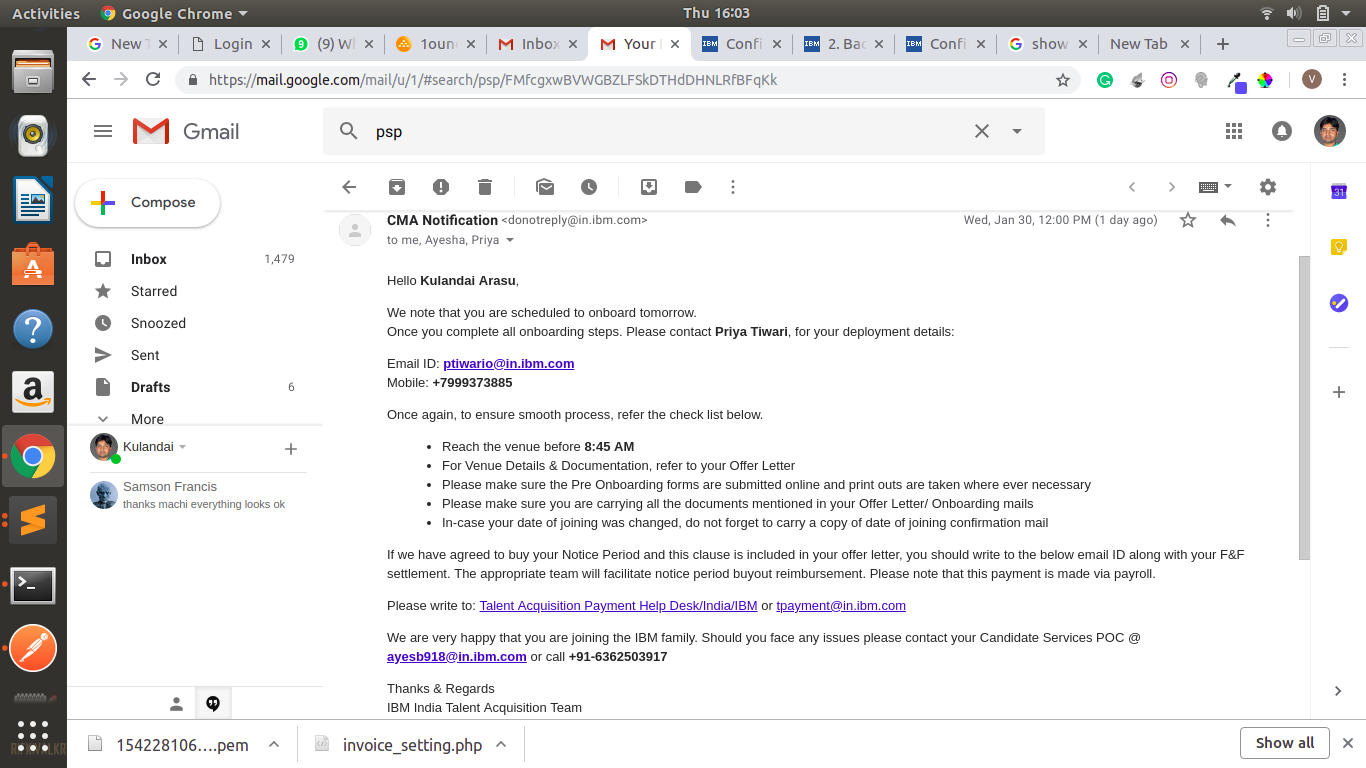 Activities Google Chrome Thu 16:03
New T Login (9) Wh 1oun Inbox Your Confi 2. Bac Confi show New Tab
https://mail.google.com/mail/u/1/#search/psp/FMfcgxwBVWGBZLFSkDTHdDHNLRfBFqKk V
Gmail psp
Compose
31
CMA Notification <donotreply@in.ibm.com> Wed, Jan 30, 12:00 PM (1 day ago)
to me, Ayesha, Priya
Inbox 1,479
Starred
Snoozed
Sent
Drafts 6
More
Kulandai
Samson Francis
thanks machi everything looks ok
Hello Kulandai Arasu,
We note that you are scheduled to onboard tomorrow.
Once you complete all onboarding steps. Please contact Priya Tiwari, for your deployment details:
Email ID: ptiwario@in.ibm.com
Mobile: +7999373885
Once again, to ensure smooth process, refer the check list below.
• Reach the venue before 8:45 AM
• For Venue Details & Documentation, refer to your Offer Letter
• Please make sure the Pre Onboarding forms are submitted online and print outs are taken where ever necessary
• Please make sure you are carrying all the documents mentioned in your Offer Letter/ Onboarding mails
• In-case your date of joining was changed, do not forget to carry a copy of date of joining confirmation mail
If we have agreed to buy your Notice Period and this clause is included in your offer letter, you should write to the below email ID along with your F&F
settlement. The appropriate team will facilitate notice period buyout reimbursement. Please note that this payment is made via payroll.
Please write to: Talent Acquisition Payment Help Desk/India/IBM or tpayment@in.ibm.com
We are very happy that you are joining the IBM family. Should you face any issues please contact your Candidate Services POC @
ayesb918@in.ibm.com or call +91-6362503917
Thanks & Regards
IBM India Talent Acquisition Team
154228106....pem invoice_setting.php Show all